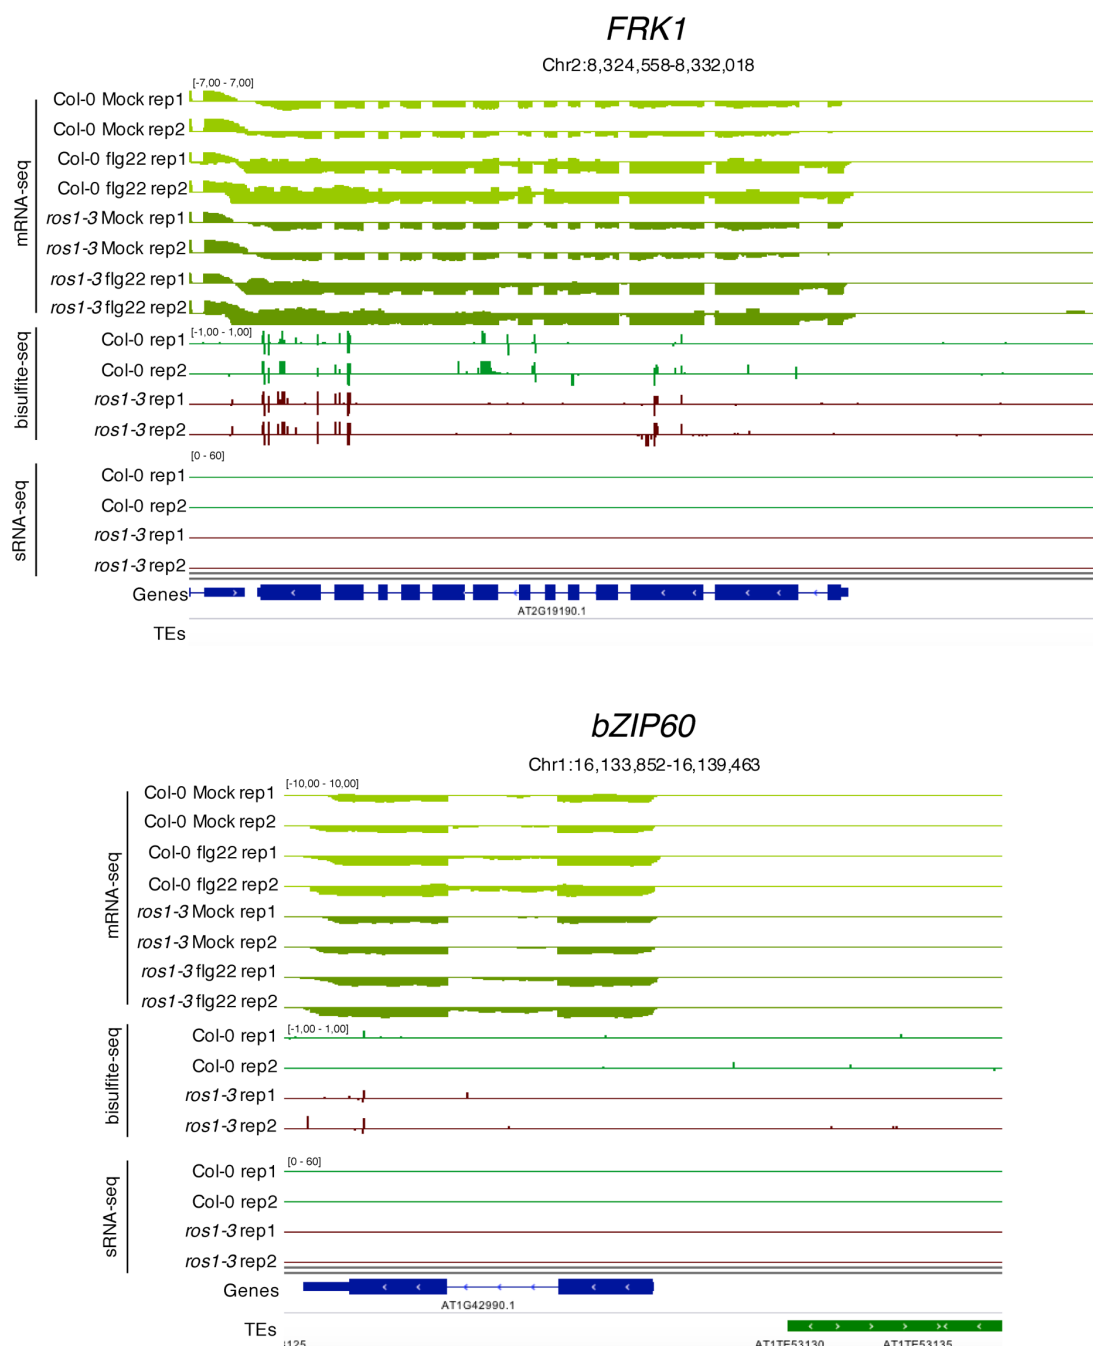 FRK1
Chr2:8,324,558-8,332,018
[-7,00 - 7,00]
mRNA-seq
Col-0 Mock rep1
Col-0 Mock rep2
Col-0 flg22 rep1
Col-0 flg22 rep2
ros1-3 Mock rep1
ros1-3 Mock rep2
ros1-3 flg22 rep1
ros1-3 flg22 rep2
bisulfite-seq
[-1,00 - 1,00]
Col-0 rep1
Col-0 rep2
ros1-3 rep1
ros1-3 rep2
sRNA-seq
[0 - 60]
Col-0 rep1
Col-0 rep2
ros1-3 rep1
ros1-3 rep2
Genes
AT2G19190.1
TEs
bZIP60
Chr1:16,133,852-16,139,463
[-10,00 - 10,00]
mRNA-seq
Col-0 Mock rep1
Col-0 Mock rep2
Col-0 flg22 rep1
Col-0 flg22 rep2
ros1-3 Mock rep1
ros1-3 Mock rep2
ros1-3 flg22 rep1
ros1-3 flg22 rep2
bisulfite-seq
[-1,00 - 1,00]
Col-0 rep1
Col-0 rep2
ros1-3 rep1
ros1-3 rep2
sRNA-seq
[0 - 60]
Col-0 rep1
Col-0 rep2
ros1-3 rep1
ros1-3 rep2
Genes
AT1G42990.1
TEs
AT1TE53130 AT1TE53135